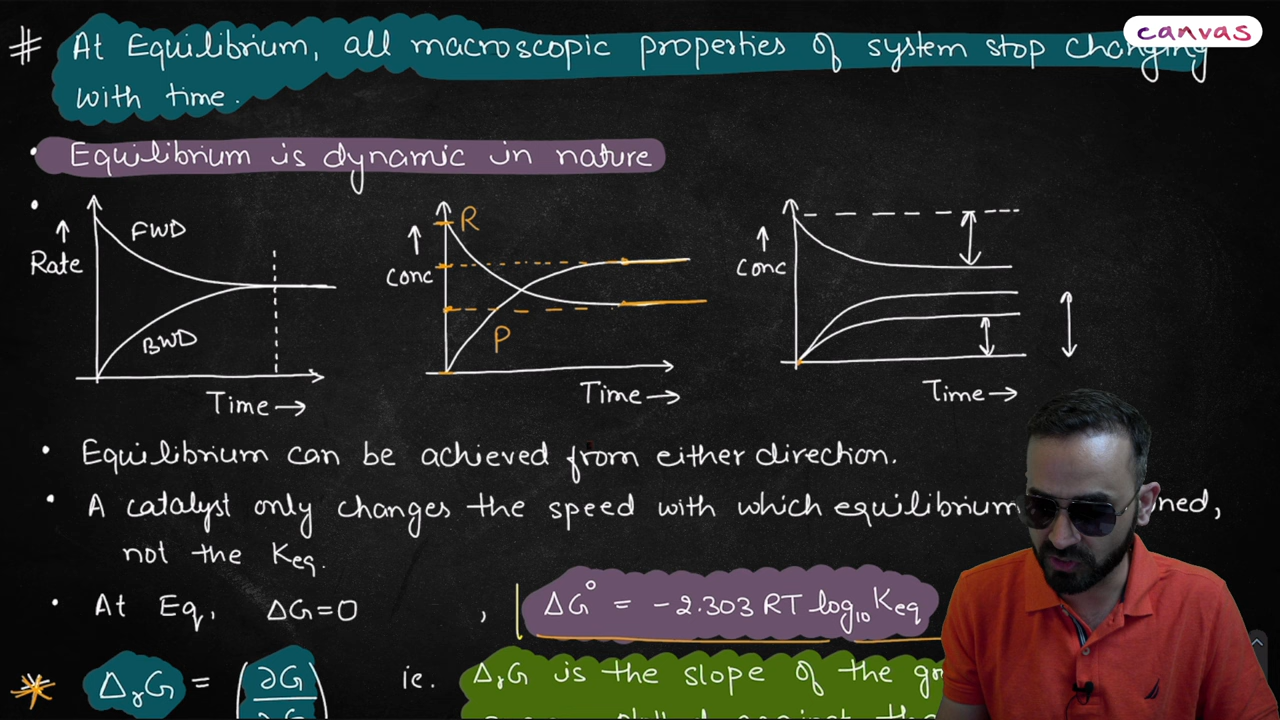 canvas
# At Equilibrium, all macroscopic properties of system stop changing
with time.
• Equilibrium is dynamic in nature
•
↑ Rate
FWD
BWD
Time →
↑ Conc
R
P
Time →
↑ Conc
Time →
• Equilibrium can be achieved from either direction.
• A catalyst only changes the speed with which equilibrium ned,
not the Keq.
• At Eq, ΔG=0 , ΔG° = -2.303 RT log₁₀ Keq
* ΔrG = (∂G ie. ΔrG is the slope of the